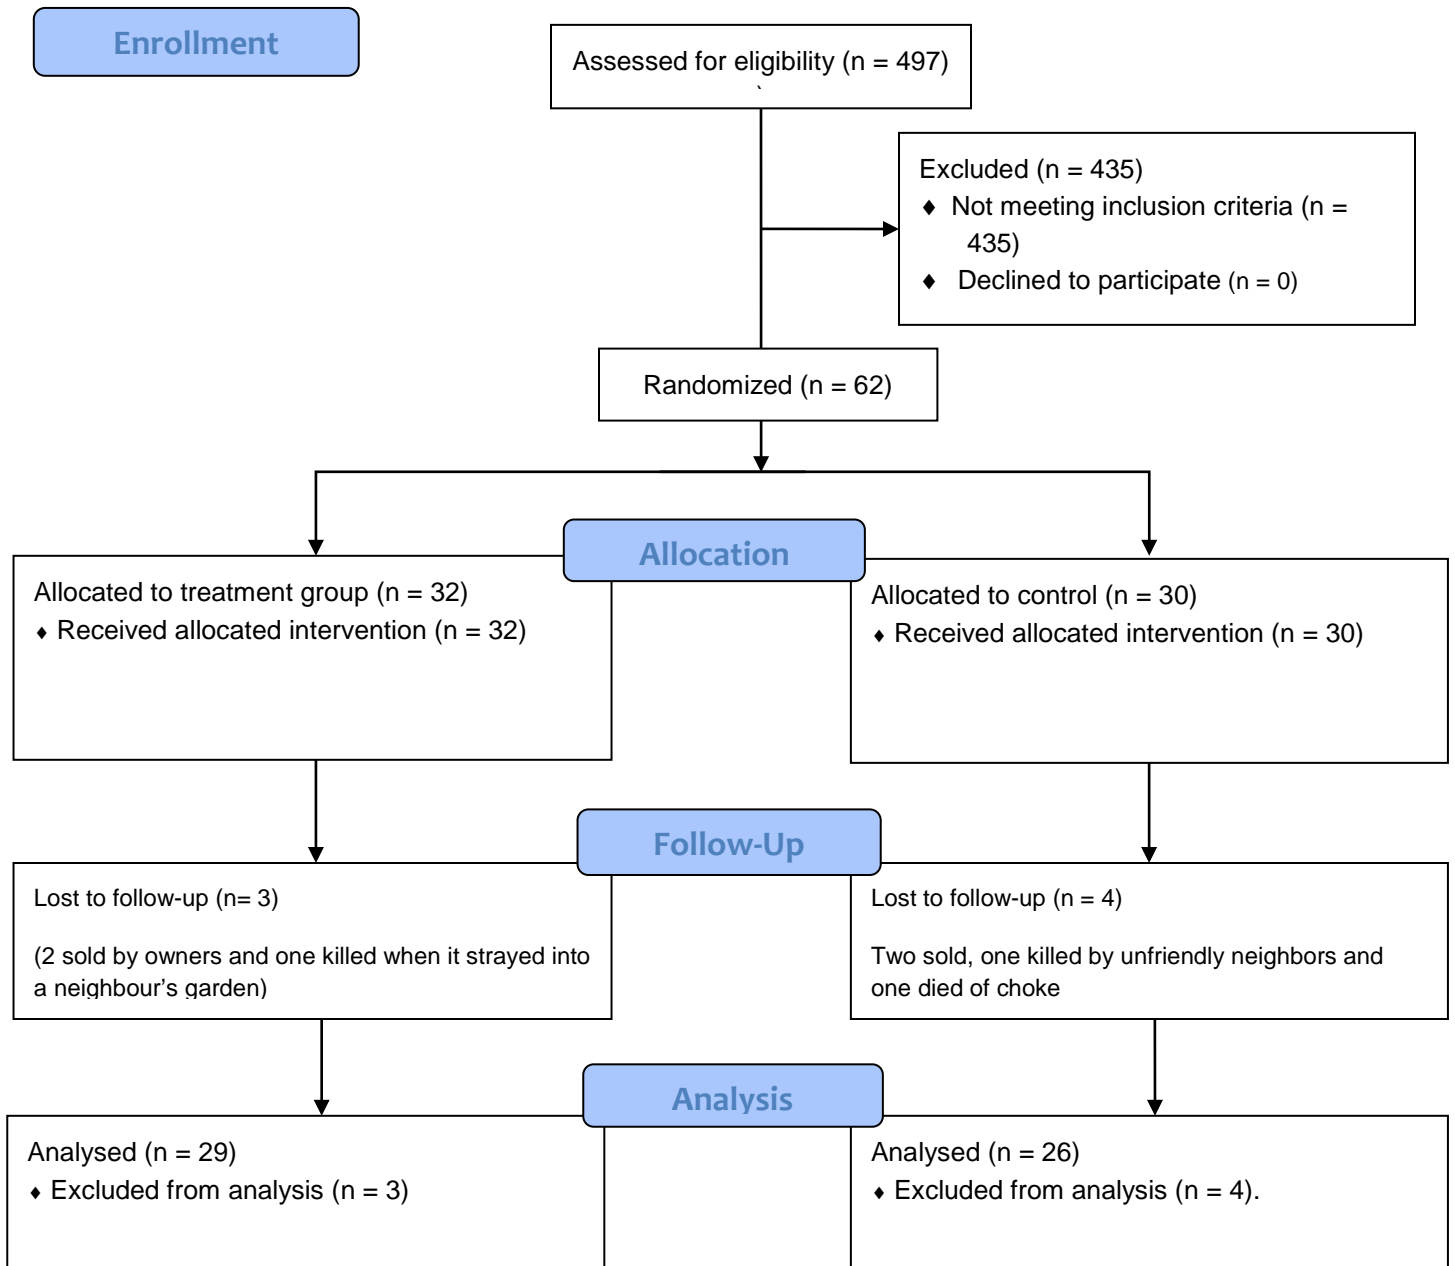 Enrollment
Assessed for eligibility (n = 497)
Excluded (n = 435)
♦ Not meeting inclusion criteria (n =
435)
♦ Declined to participate (n = 0)
Randomized (n = 62)
Allocation
Allocated to treatment group (n = 32)
♦ Received allocated intervention (n = 32)
Allocated to control (n = 30)
♦ Received allocated intervention (n = 30)
Follow-Up
Lost to follow-up (n= 3)
(2 sold by owners and one killed when it strayed into
a neighbour's garden)
Lost to follow-up (n = 4)
Two sold, one killed by unfriendly neighbors and
one died of choke
Analysis
Analysed (n = 29)
♦ Excluded from analysis (n = 3)
Analysed (n = 26)
♦ Excluded from analysis (n = 4).